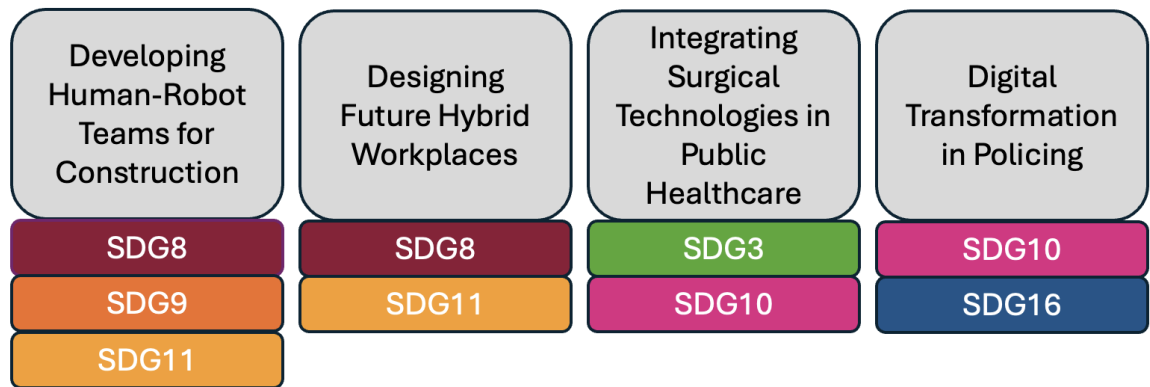 Developing
Human-Robot
Teams for
Construction
SDG8
SDG9
SDG11
Designing
Future Hybrid
Workplaces
SDG8
SDG11
Integrating
Surgical
Technologies in
Public
Healthcare
SDG3
SDG10
Digital
Transformation
in Policing
SDG10
SDG16